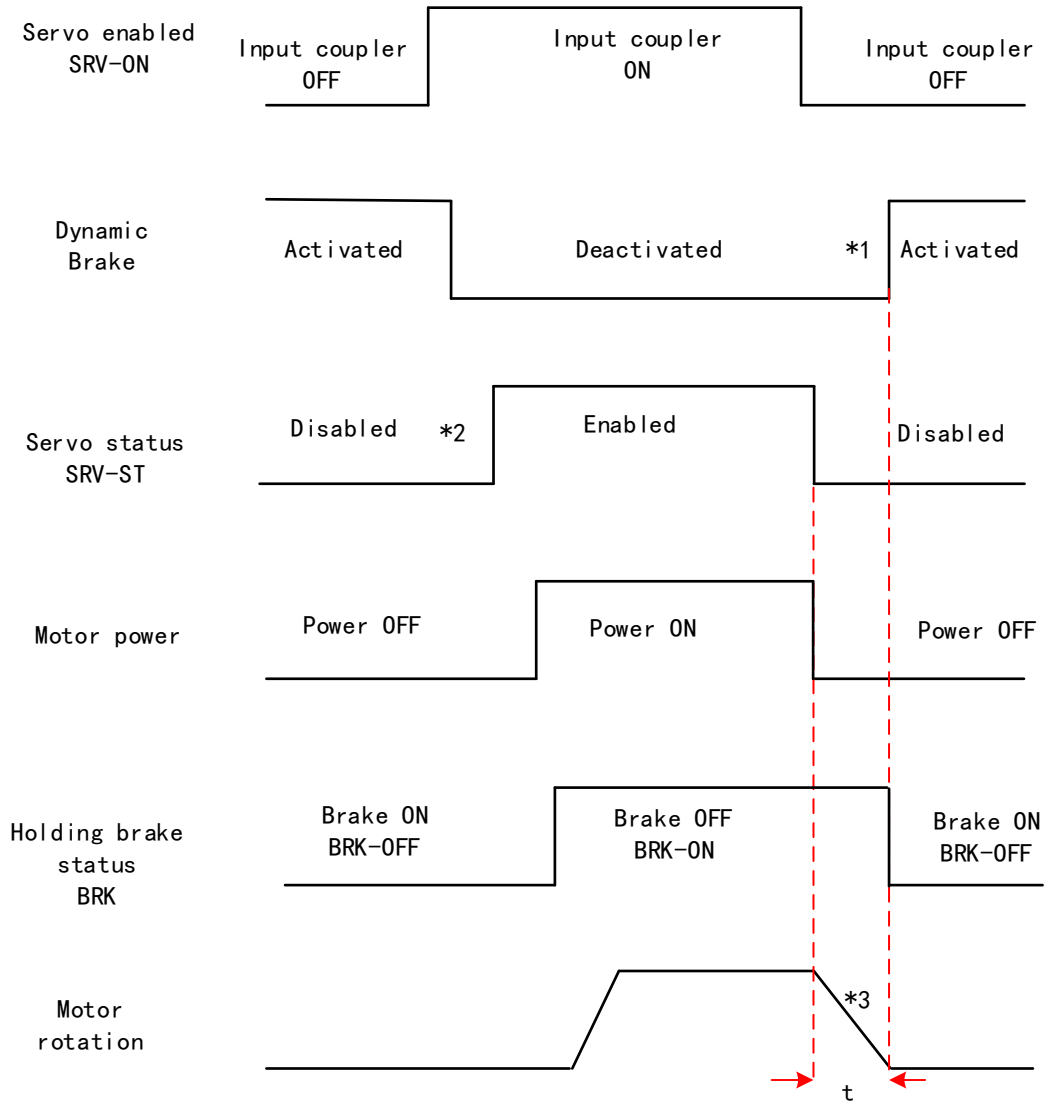 Servo enabled
SRV-ON
Input coupler
OFF
Input coupler
ON
Input coupler
OFF
Dynamic
Brake
Activated
Deactivated
*1
Activated
Servo status
SRV-ST
Disabled
*2
Enabled
Disabled
Motor power
Power OFF
Power ON
Power OFF
Holding brake
status
BRK
Brake ON
BRK-OFF
Brake OFF
BRK-ON
Brake ON
BRK-OFF
Motor
rotation
*3
t